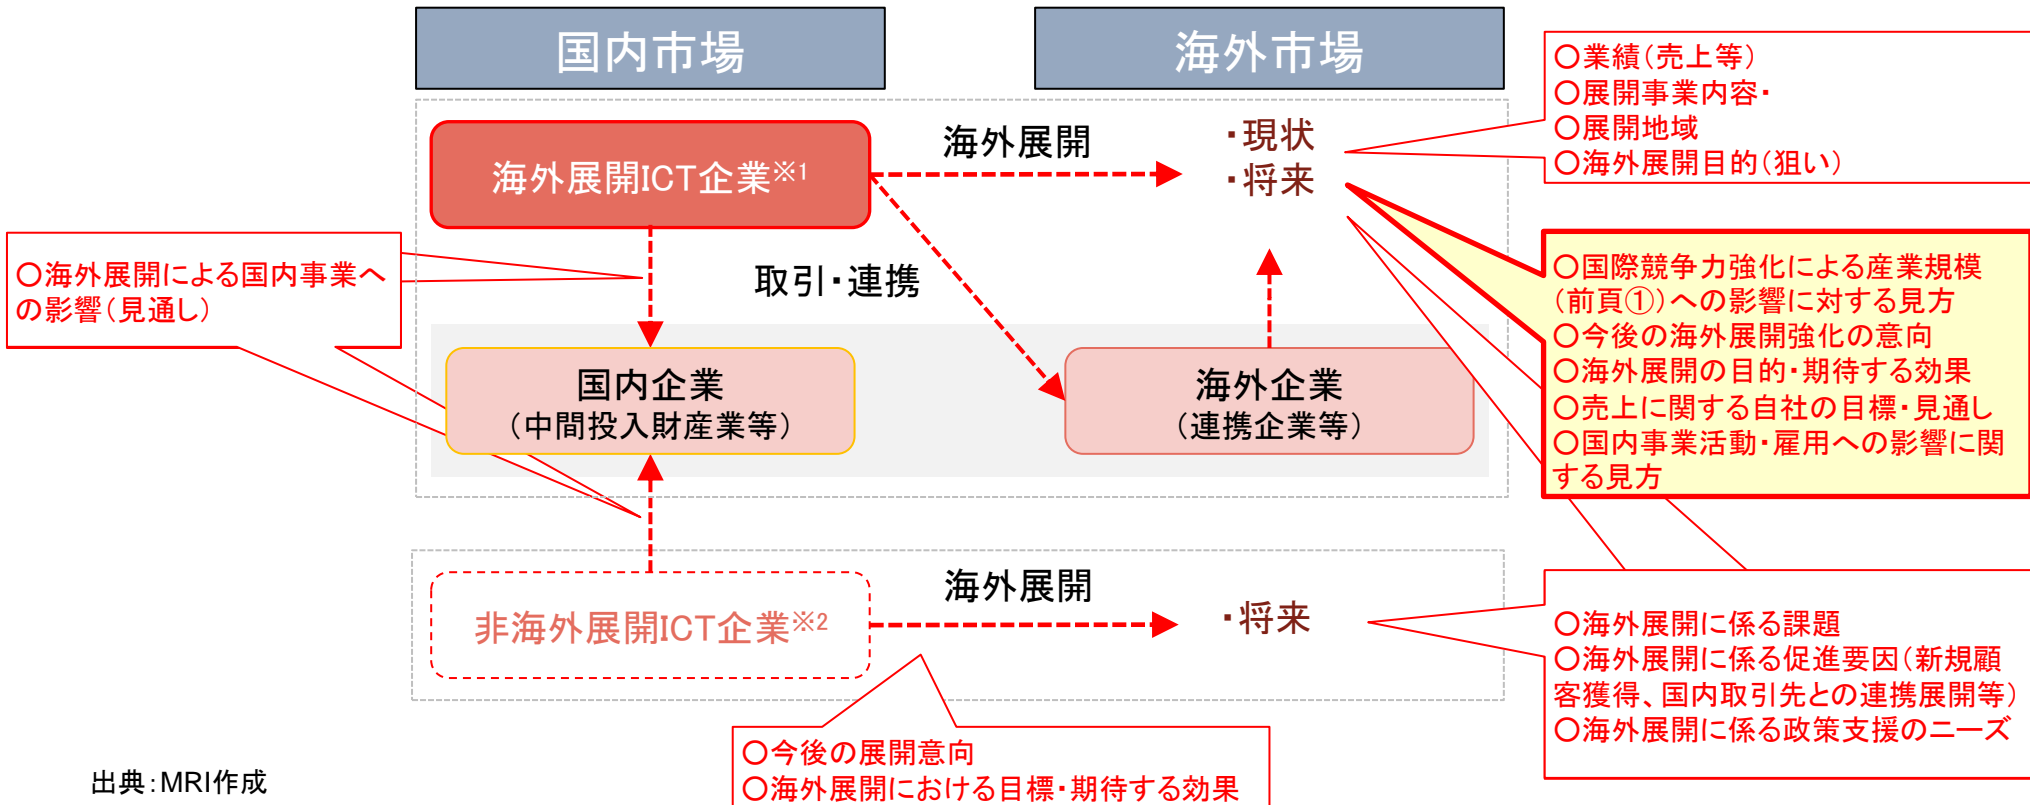 国内市場
海外市場
海外展開ICT企業※1
海外展開
・現状
・将来
○業績(売上等)
○展開事業内容・
○展開地域
○海外展開目的(狙い)
○海外展開による国内事業へ
の影響(見通し)
取引・連携
○国際競争力強化による産業規模
(前頁①)への影響に対する見方
○今後の海外展開強化の意向
○海外展開の目的・期待する効果
○売上に関する自社の目標・見通し
○国内事業活動・雇用への影響に関
する見方
国内企業
(中間投入財産業等)
海外企業
(連携企業等)
非海外展開ICT企業※2
海外展開
・将来
○海外展開に係る課題
○海外展開に係る促進要因(新規顧
客獲得、国内取引先との連携展開等)
○海外展開に係る政策支援のニーズ
○今後の展開意向
○海外展開における目標・期待する効果
出典:MRI作成